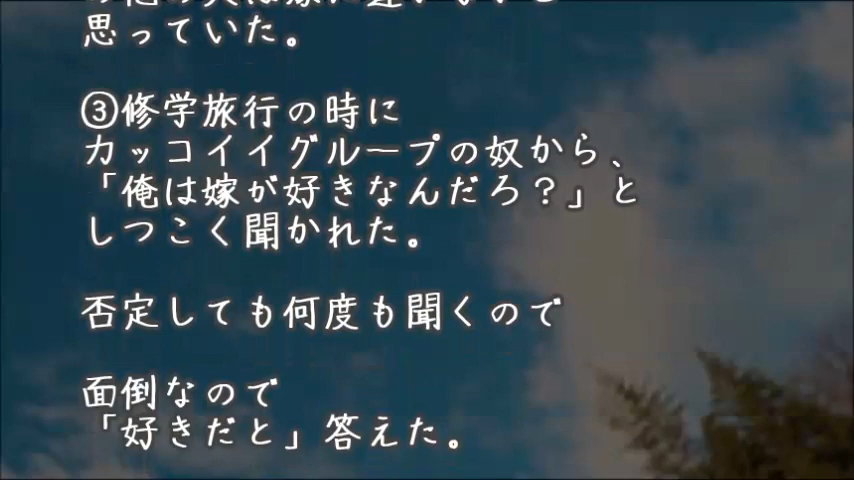 思っていた。
③修学旅行の時に
カッコイイグループの奴から、
「俺は嫁が好きなんだろ？」と
しつこく聞かれた。
否定しても何度も聞くので
面倒なので
「好きだと」答えた。